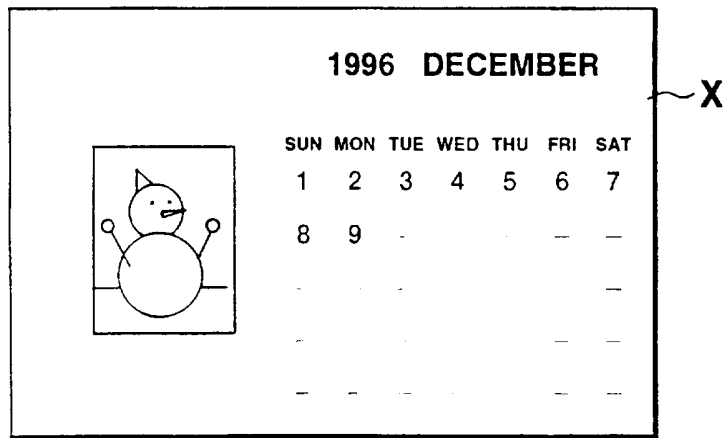 1996 DECEMBER
X
SUN MON TUE WED THU FRI SAT
1 2 3 4 5 6 7
8 9 - - -
- - - -
- - - -
- - - - -